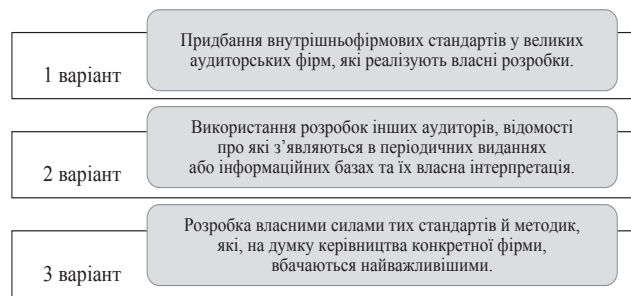 Придбання внутрішньофірмових стандартів у великих
аудиторських фірм, які реалізують власні розробки.
1 варіант
Використання розробок інших аудиторів, відомості
про які з’являються в періодичних виданнях
або інформаційних базах та їх власна інтерпретація.
2 варіант
Розробка власними силами тих стандартів й методик,
які, на думку керівництва конкретної фірми,
вбачаються найважливішими.
3 варіант